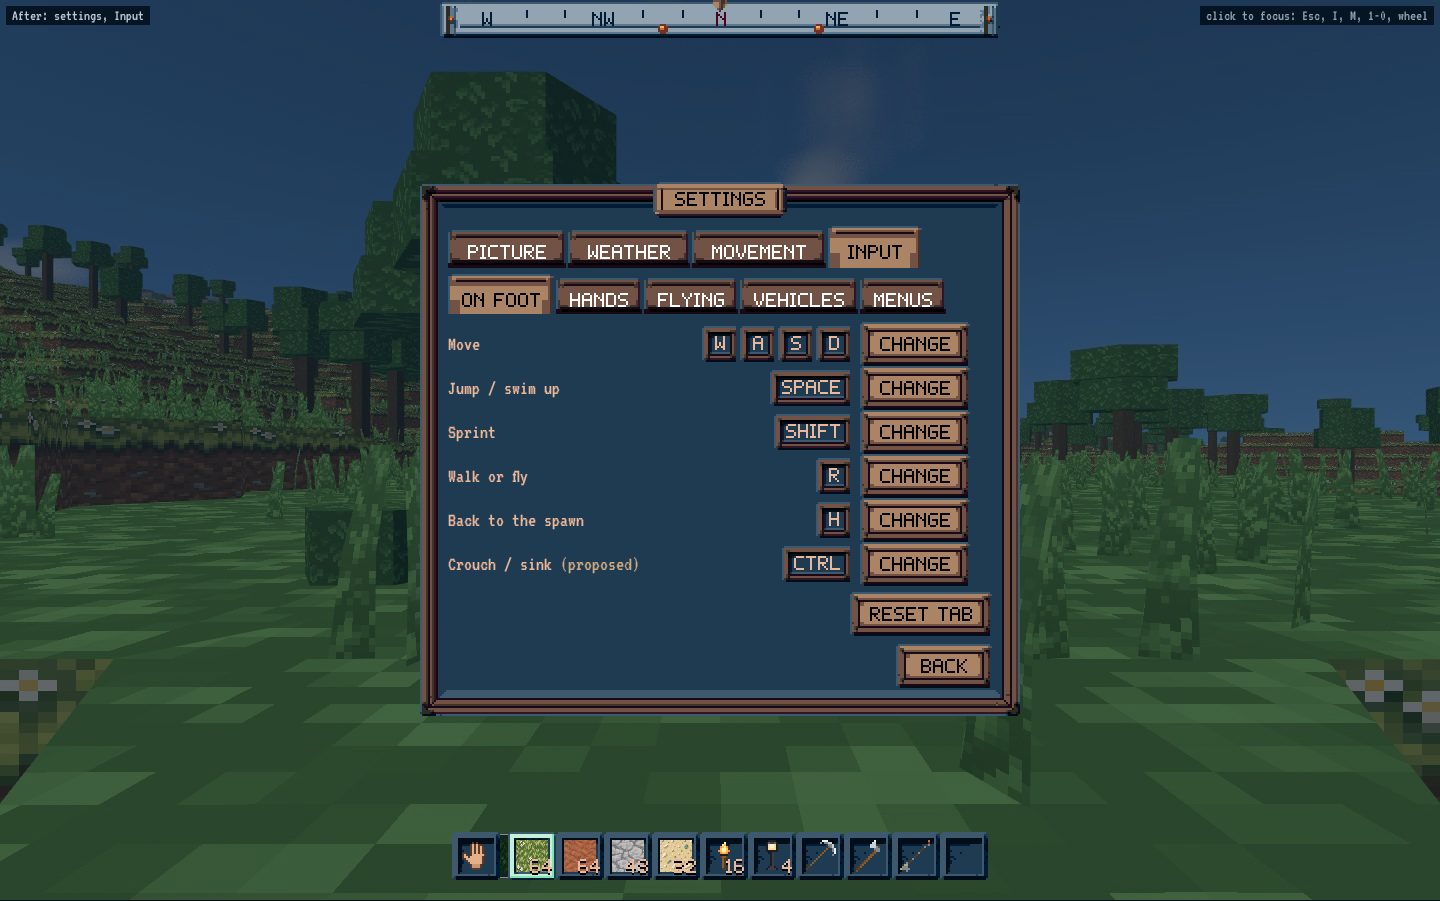 After: settings, Input
W NW N NE E
click to focus: Esc, I, M, 1-0, wheel
SETTINGS
PICTURE WEATHER MOVEMENT INPUT
ON FOOT HANDS FLYING VEHICLES MENUS
Move W A S D CHANGE
Jump / swim up SPACE CHANGE
Sprint SHIFT CHANGE
Walk or fly R CHANGE
Back to the spawn H CHANGE
Crouch / sink (proposed) CTRL CHANGE
RESET TAB
BACK
64 64 48 32 16 4